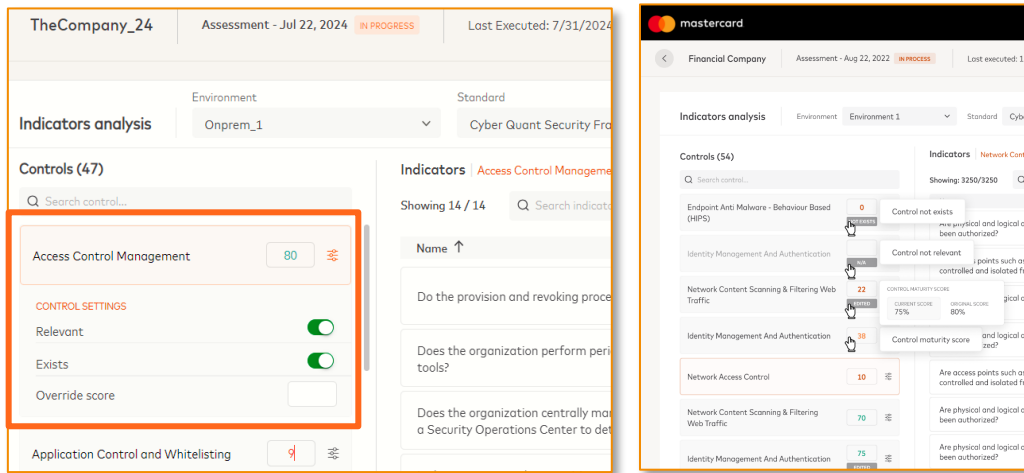 TheCompany_24
Assessment - Jul 22, 2024
IN PROGRESS
Last Executed: 7/31/2024
Indicators analysis
Environment
Onprem_1
Standard
Cyber Quant Security Fra
Controls (47)
Search control...
Access Control Management
80
CONTROL SETTINGS
Relevant
Exists
Override score
Application Control and Whitelisting
9
Indicators
Access Control Manageme
Showing 14 / 14
Search indicato
Name
Do the provision and revoking proce
Does the organization perform peri
tools?
Does the organization centrally mar
a Security Operations Center to det
mastercard
Financial Company
Assessment - Aug 22, 2022
IN PROCESS
Last executed: 1
Indicators analysis
Environment
Environment 1
Standard
Cyb
Controls (54)
Search control...
Endpoint Anti Malware - Behaviour Based
(HIPS)
0
NOT EXISTS
Control not exists
Identity Management And Authentication
N/A
Control not relevant
Network Content Scanning & Filtering Web
Traffic
22
EDITED
CONTROL MATURITY SCORE
CURRENT SCORE
75%
ORIGINAL SCORE
80%
Identity Management And Authentication
38
Control maturity score
Network Access Control
10
Network Content Scanning & Filtering
Web Traffic
70
Identity Management And Authentication
75
EDITED
Indicators
Network Cont
Showing: 3250/3250
Are physical and logical a
been authorized?
points such as
controlled and isolated f
ogical a
and logical a
zed?
Are access points such as
controlled and isolated fr
Are physical and logical a
been authorized?
Are physical and logical a
been authorized?